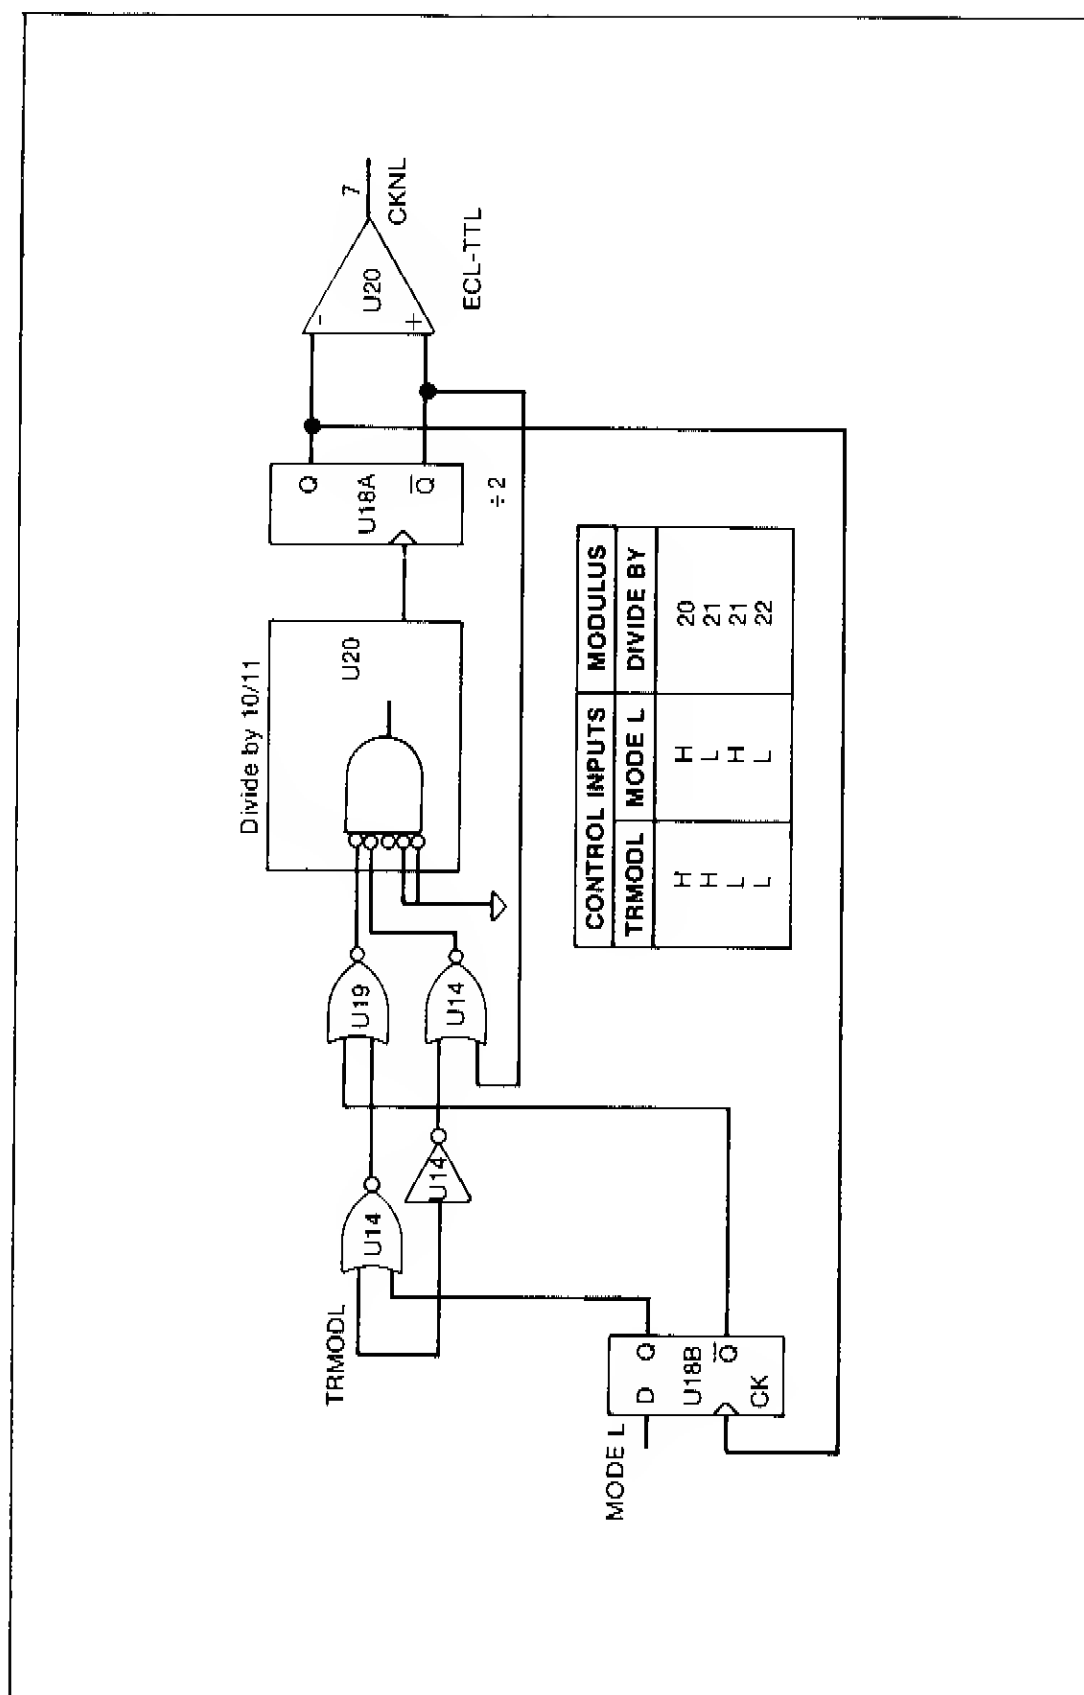 Divide by 10/11
U20
U18A
Q
Q̅
÷2
-
+
U20
7
CKNL
ECL-TTL
U19
U14
TRMODL
U14
U14
MODE L
D Q
U18B
CK Q̅
CONTROL INPUTS MODULUS
TRMODL MODE L DIVIDE BY
H H 20
H L 21
L H 21
L L 22